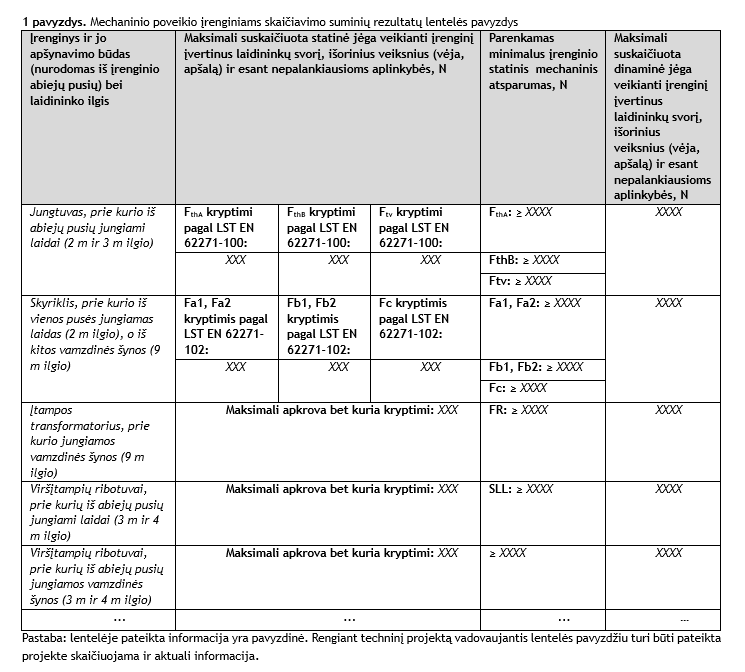 1 pavyzdys. Mechaninio poveikio įrenginiams skaičiavimo suminių rezultatų lentelės pavyzdys
Įrenginys ir jo
apšynavimo būdas
(nurodomas iš įrenginio
abiejų pusių) bei
laidininko ilgis
Maksimali suskaičiuota statinė jėga veikianti įrenginį
įvertinus laidininkų svorį, išorinius veiksnius (vėja,
apšalą) ir esant nepalankiausioms aplinkybės, N
Parenkamas
minimalus įrenginio
statinis mechaninis
atsparumas, N
Maksimali
suskaičiuota
dinaminė jėga
veikianti įrenginį
įvertinus
laidininkų svorį,
išorinius
veiksnius (vėja,
apšalą) ir esant
nepalankiausioms
aplinkybės, N
Jungtuvas, prie kurio iš
abiejų pusių jungiami
laidai (2 m ir 3 m ilgio)
FthA kryptimi
pagal LST EN
62271-100:
FthB kryptimi
pagal LST EN
62271-100:
Ftv kryptimi
pagal LST EN
62271-100:
FthA: ≥ XXXX
XXXX
XXX
XXX
XXX
FthB: ≥ XXXX
Ftv: ≥ XXXX
Skyriklis, prie kurio iš
vienos pusės jungiamas
laidas (2 m ilgio), o iš
kitos vamzdinės šynos (9
m ilgio)
Fa1, Fa2
kryptimis pagal
LST EN 62271-
102:
Fb1, Fb2
kryptimis
pagal LST EN
62271-102:
Fc kryptimis
pagal LST EN
62271-102:
Fa1, Fa2: ≥ XXXX
XXXX
XXX
XXX
XXX
Fb1, Fb2: ≥ XXXX
Fc: ≥ XXXX
Įtampos
transformatorius, prie
kurio jungiamos
vamzdinės šynos (9 m
ilgio)
Maksimali apkrova bet kuria kryptimi: XXX
FR: ≥ XXXX
XXXX
Viršįtampių ribotuvai,
prie kurių iš abiejų pusių
jungiami laidai (3 m ir 4
m ilgio)
Maksimali apkrova bet kuria kryptimi: XXX
SLL: ≥ XXXX
XXXX
Viršįtampių ribotuvai,
prie kurių iš abiejų pusių
jungiamos vamzdinės
šynos (3 m ir 4 m ilgio)
Maksimali apkrova bet kuria kryptimi: XXX
≥ XXXX
XXXX
...
...
...
...
Pastaba: lentelėje pateikta informacija yra pavyzdinė. Rengiant techninį projektą vadovaujantis lentelės pavyzdžiu turi būti pateikta
projekte skaičiuojama ir aktuali informacija.